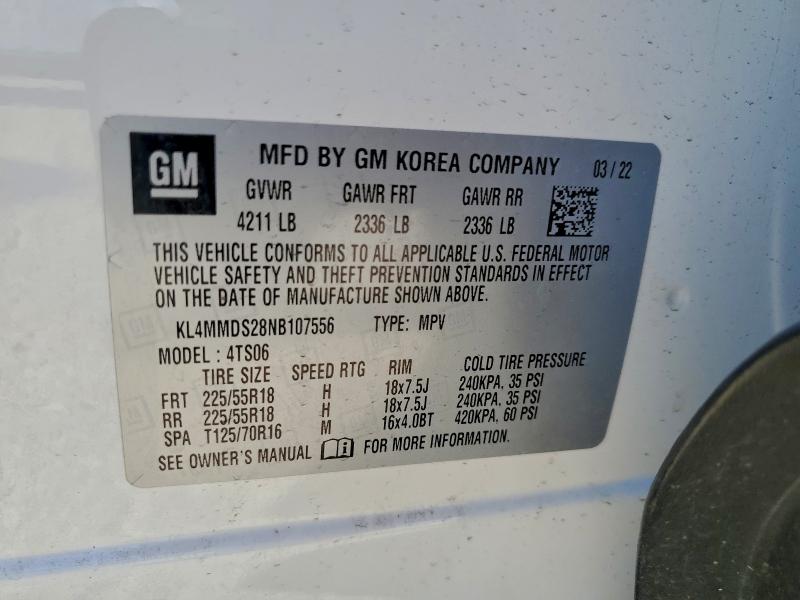 GM MFD BY GM KOREA COMPANY 03 / 22
GVWR GAWR FRT GAWR RR
4211 LB 2336 LB 2336 LB
THIS VEHICLE CONFORMS TO ALL APPLICABLE U.S. FEDERAL MOTOR
VEHICLE SAFETY AND THEFT PREVENTION STANDARDS IN EFFECT
ON THE DATE OF MANUFACTURE SHOWN ABOVE.
KL4MMDS28NB107556 TYPE: MPV
MODEL : 4TS06
TIRE SIZE SPEED RTG RIM COLD TIRE PRESSURE
FRT 225/55R18 H 18x7.5J 240KPA, 35 PSI
RR 225/55R18 H 18x7.5J 240KPA, 35 PSI
SPA T125/70R16 M 16x4.0BT 420KPA, 60 PSI
SEE OWNER'S MANUAL FOR MORE INFORMATION.